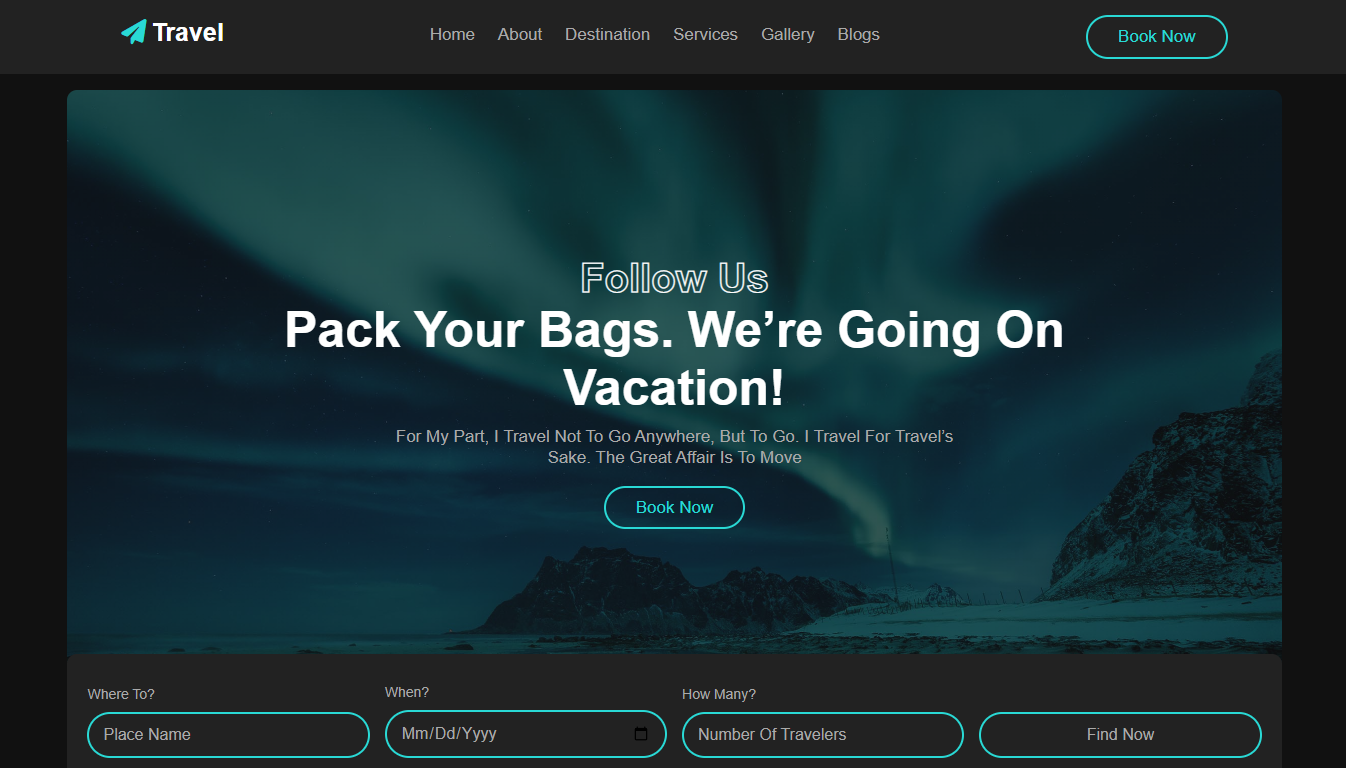 Travel
Home About Destination Services Gallery Blogs
Book Now
Follow Us
Pack Your Bags. We’re Going On
Vacation!
For My Part, I Travel Not To Go Anywhere, But To Go. I Travel For Travel’s
Sake. The Great Affair Is To Move
Book Now
Where To?
Place Name
When?
Mm/Dd/Yyyy
How Many?
Number Of Travelers
Find Now